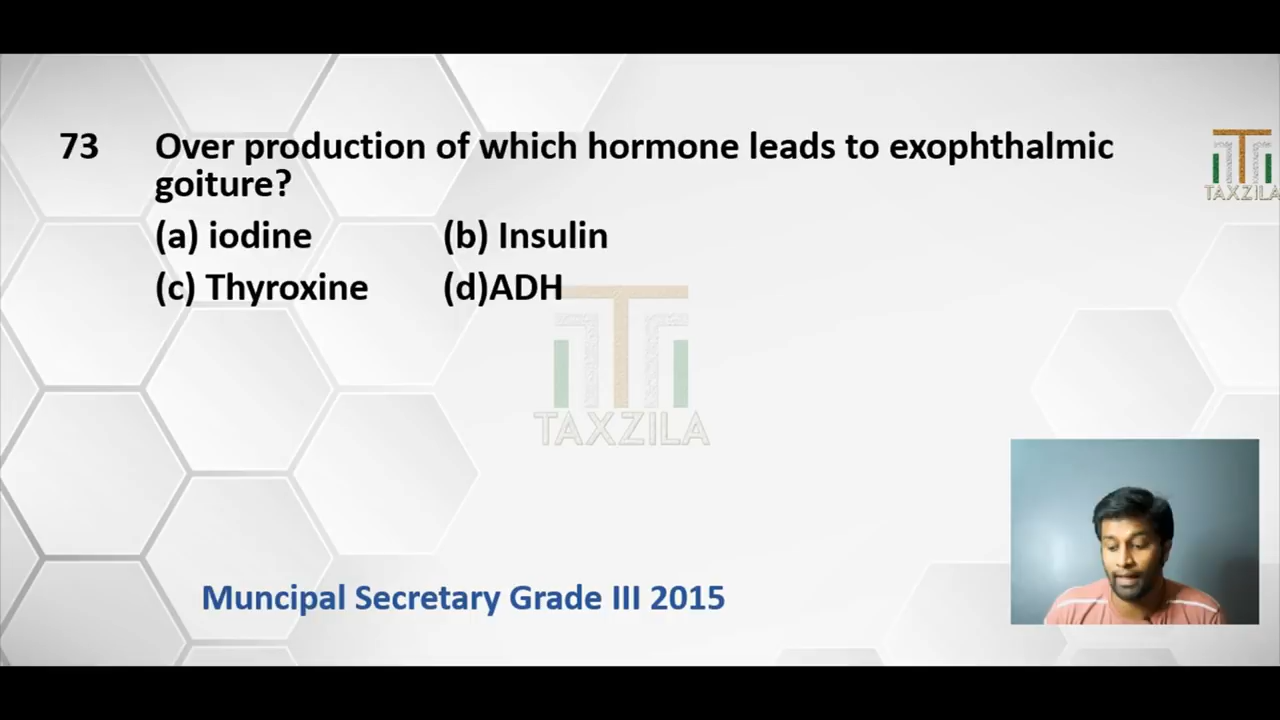 73 Over production of which hormone leads to exophthalmic
goiture?
(a) iodine (b) Insulin
(c) Thyroxine (d)ADH
TAXZILA
TAXZILA
Muncipal Secretary Grade III 2015